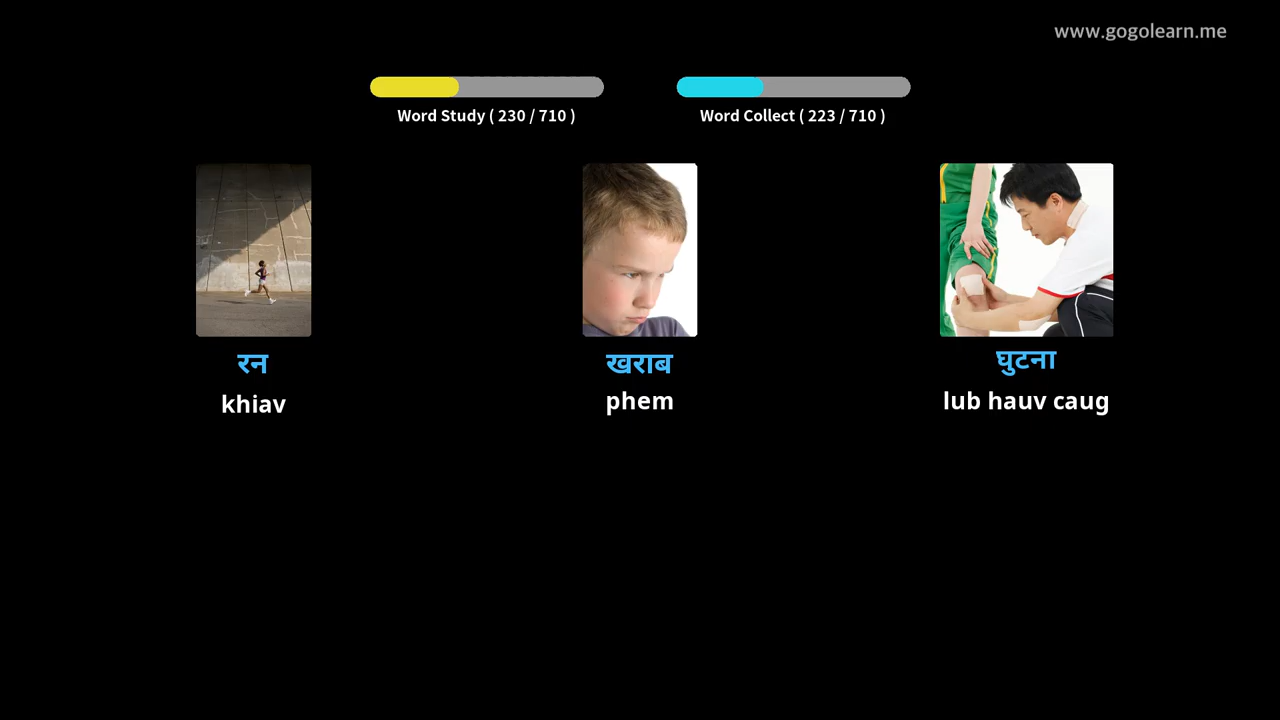 www.gogolearn.me
Word Study ( 230 / 710 )
Word Collect ( 223 / 710 )
रन
खराब
घुटना
khiav
phem
lub hauv caug